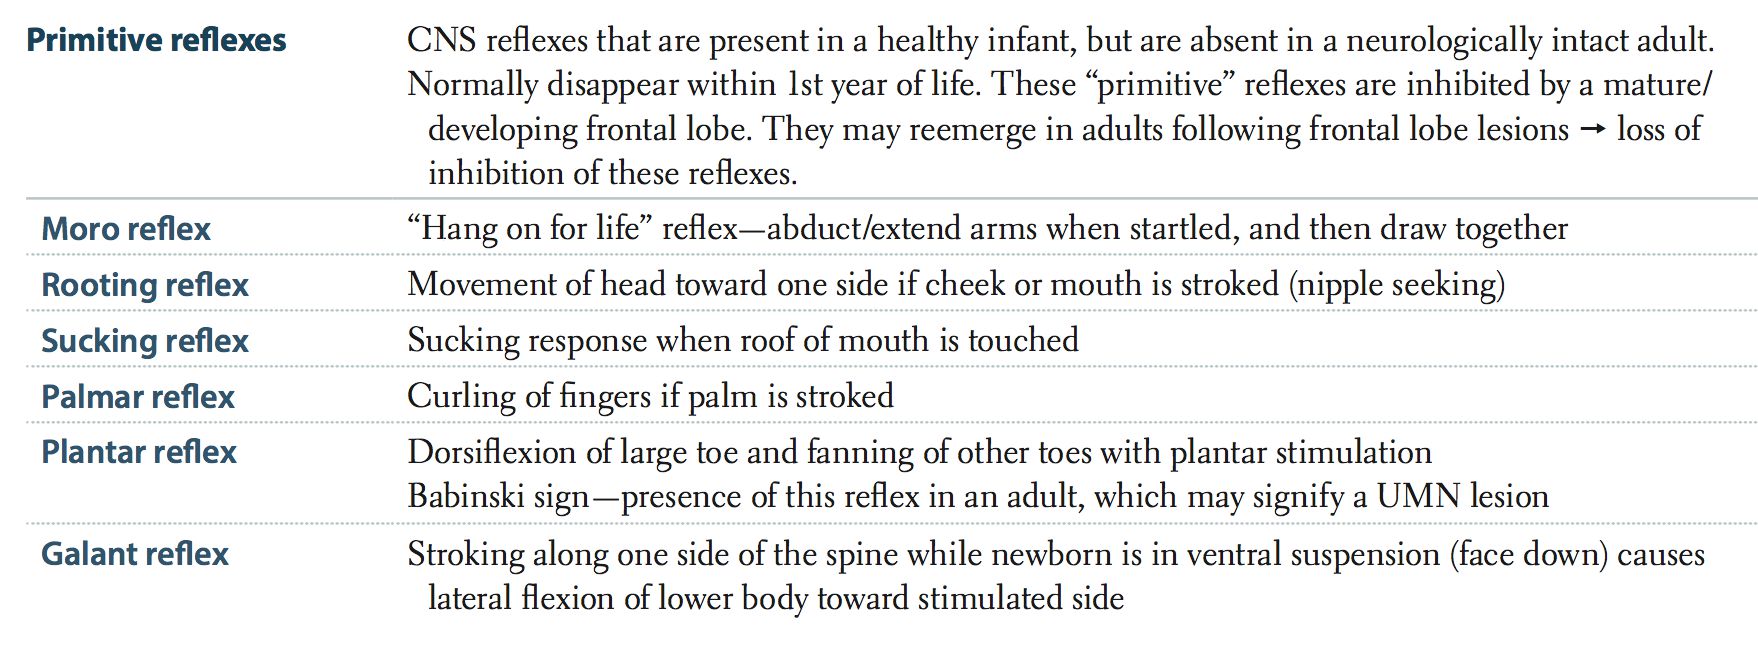 Primitive reflexes CNS reflexes that are present in a healthy infant, but are absent in a neurologically intact adult.
Normally disappear within 1st year of life. These “primitive” reflexes are inhibited by a mature/
developing frontal lobe. They may reemerge in adults following frontal lobe lesions → loss of
inhibition of these reflexes.
Moro reflex “Hang on for life” reflex—abduct/extend arms when startled, and then draw together
Rooting reflex Movement of head toward one side if cheek or mouth is stroked (nipple seeking)
Sucking reflex Sucking response when roof of mouth is touched
Palmar reflex Curling of fingers if palm is stroked
Plantar reflex Dorsiflexion of large toe and fanning of other toes with plantar stimulation
Babinski sign—presence of this reflex in an adult, which may signify a UMN lesion
Galant reflex Stroking along one side of the spine while newborn is in ventral suspension (face down) causes
lateral flexion of lower body toward stimulated side